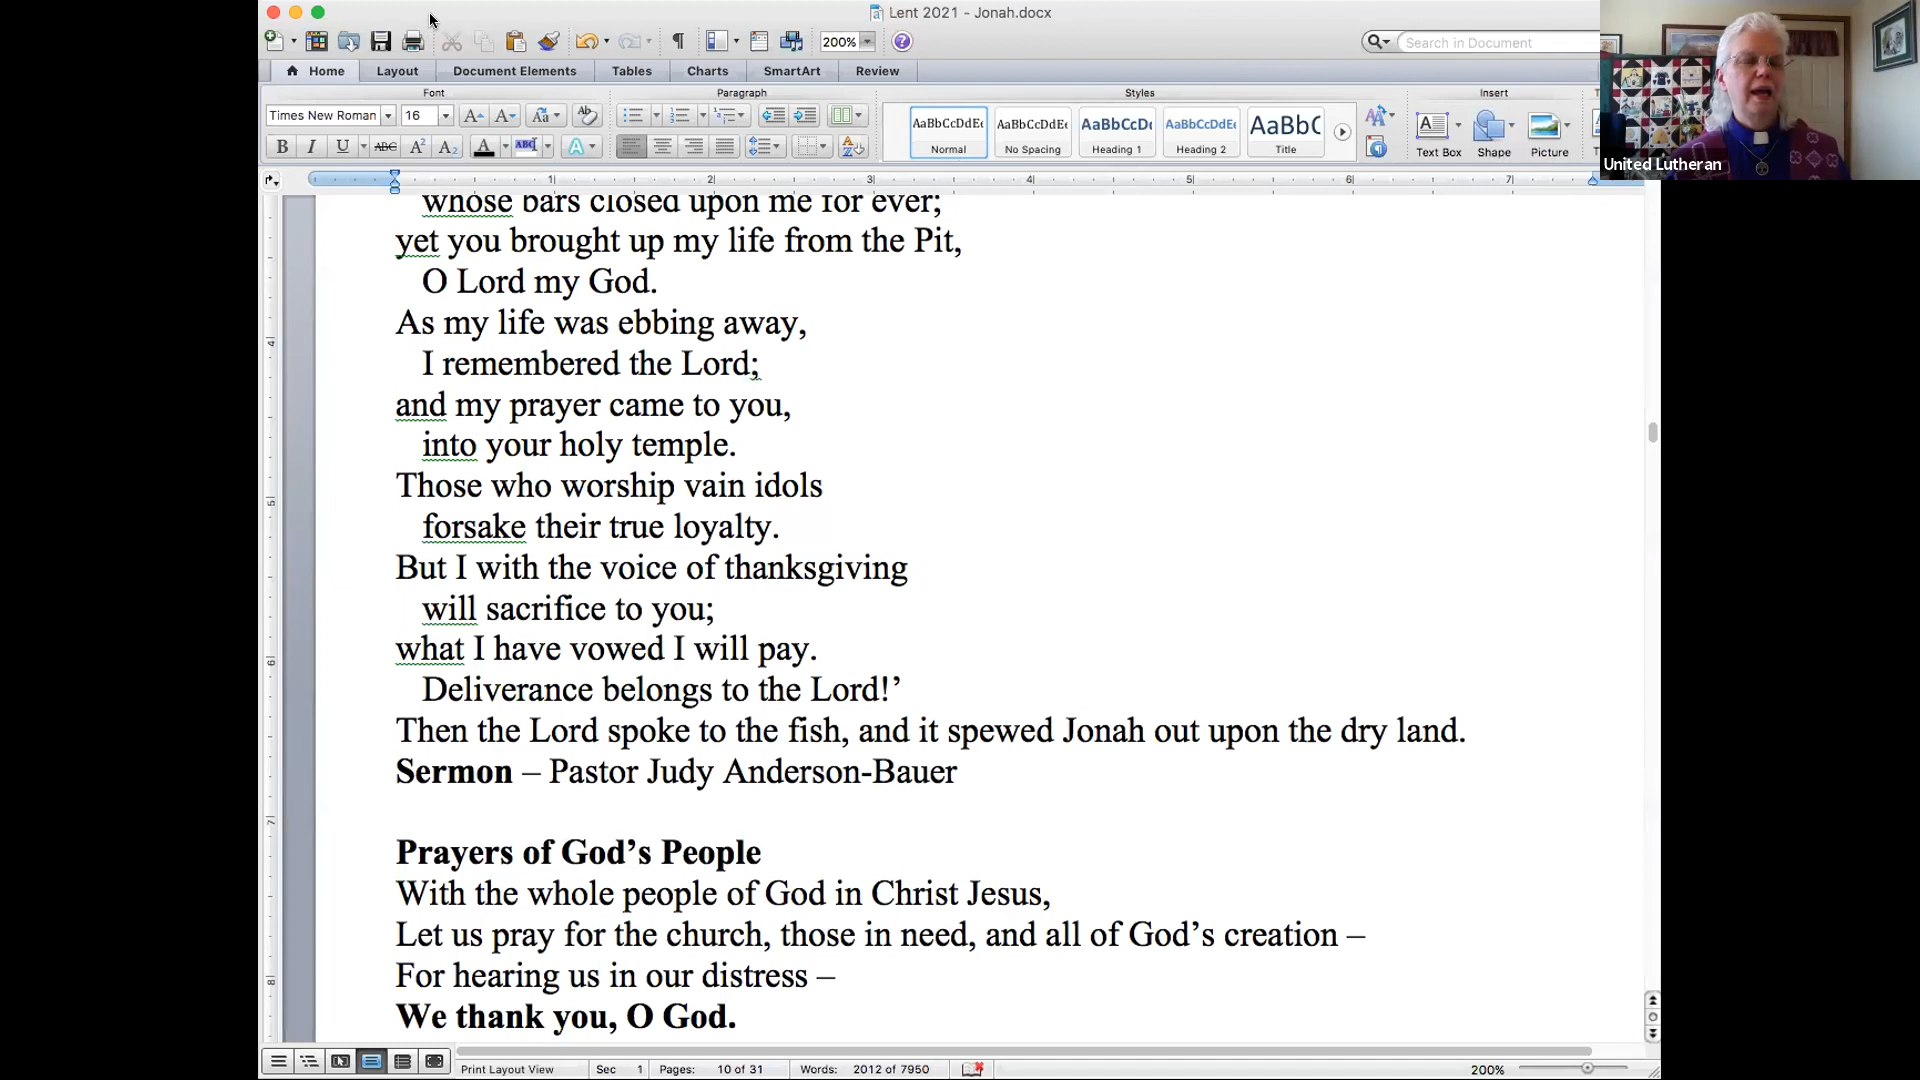 Lent 2021 - Jonah.docx
200%
Search in Document
Home Layout Document Elements Tables Charts SmartArt Review
Font Paragraph Styles Insert
Times New Roman 16
AaBbCcDdEe AaBbCcDdEe AaBbCcDc AaBbCcDdEe AaBbC
Normal No Spacing Heading 1 Heading 2 Title
Text Box Shape Picture
United Lutheran
whose bars closed upon me for ever;
yet you brought up my life from the Pit,
O Lord my God.
As my life was ebbing away,
I remembered the Lord;
and my prayer came to you,
into your holy temple.
Those who worship vain idols
forsake their true loyalty.
But I with the voice of thanksgiving
will sacrifice to you;
what I have vowed I will pay.
Deliverance belongs to the Lord!’
Then the Lord spoke to the fish, and it spewed Jonah out upon the dry land.
Sermon – Pastor Judy Anderson-Bauer
Prayers of God’s People
With the whole people of God in Christ Jesus,
Let us pray for the church, those in need, and all of God’s creation –
For hearing us in our distress –
We thank you, O God.
Print Layout View Sec 1 Pages: 10 of 31 Words: 2012 of 7950 200%